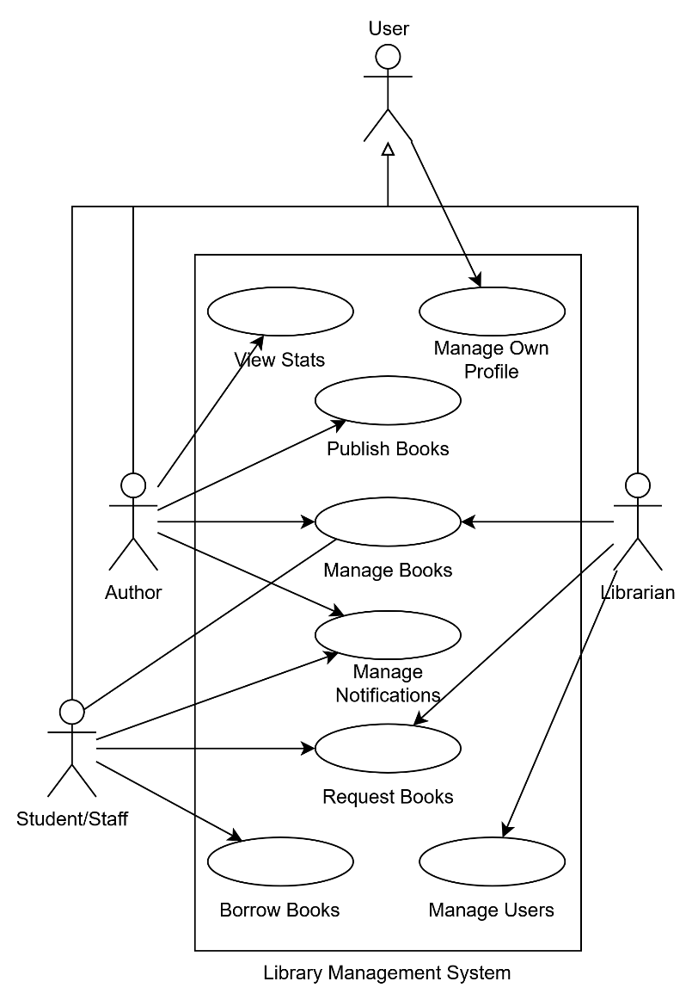 User
View Stats
Manage Own
Profile
Publish Books
Manage Books
Author
Librarian
Manage
Notifications
Request Books
Student/Staff
Borrow Books
Manage Users
Library Management System